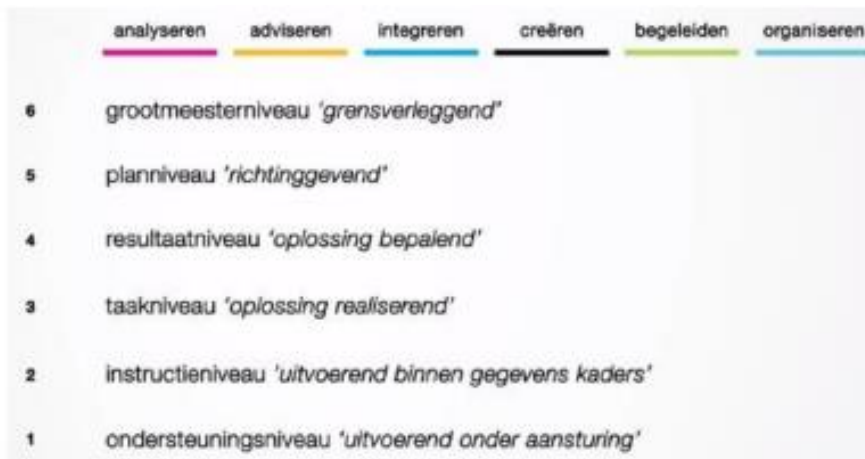 analyseren adviseren integreren creëren begeleiden organiseren
6 grootmeesterniveau 'grensverleggend'
5 planniveau 'richtinggevend'
4 resultaatniveau 'oplossing bepalend'
3 taakniveau 'oplossing realiserend'
2 instructieniveau 'uitvoerend binnen gegevens kaders'
1 ondersteuningsniveau 'uitvoerend onder aansturing'